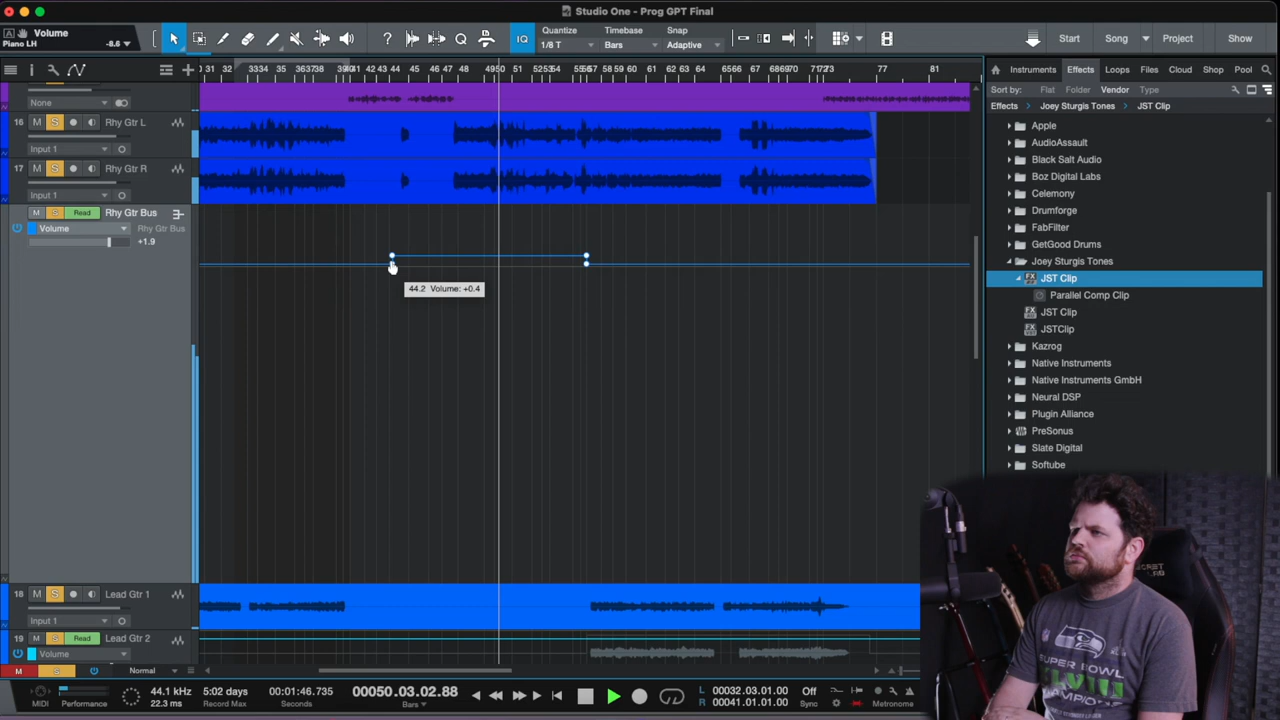 Studio One - Prog GPT Final
Volume
Piano LH
-8.6
Quantize
1/8 T
Timebase
Bars
Snap
Adaptive
IQ
Start
Song
Project
Show
Instruments
Effects
Loops
Files
Cloud
Shop
Pool
Sort by:
Flat
Folder
Vendor
Type
Effects
Joey Sturgis Tones
JST Clip
None
16
M
S
Rhy Gtr L
Input 1
17
M
S
Rhy Gtr R
Input 1
M
S
Read
Rhy Gtr Bus
Volume
Rhy Gtr Bus
+1.9
44.2 Volume: +0.4
Apple
AudioAssault
Black Salt Audio
Boz Digital Labs
Celemony
Drumforge
FabFilter
GetGood Drums
Joey Sturgis Tones
JST Clip
Parallel Comp Clip
JST Clip
JSTClip
Kazrog
Native Instruments
Native Instruments GmbH
Neural DSP
Plugin Alliance
PreSonus
Slate Digital
Softube
18
M
S
Lead Gtr 1
Input 1
19
M
S
Read
Lead Gtr 2
Volume
M
S
Normal
MIDI
Performance
44.1 kHz
22.3 ms
5:02 days
Record Max
00:01:46.735
Seconds
00050.03.02.88
Bars
L 00032.03.01.00
R 00041.01.01.00
Off
Sync
Metronome
SUPER BOWL